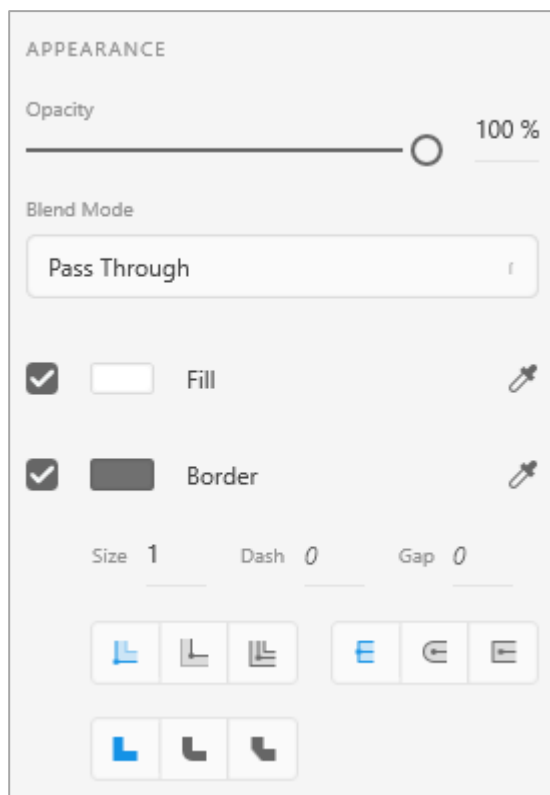 APPEARANCE
Opacity
100 %
Blend Mode
Pass Through
Fill
Border
Size 1 Dash 0 Gap 0